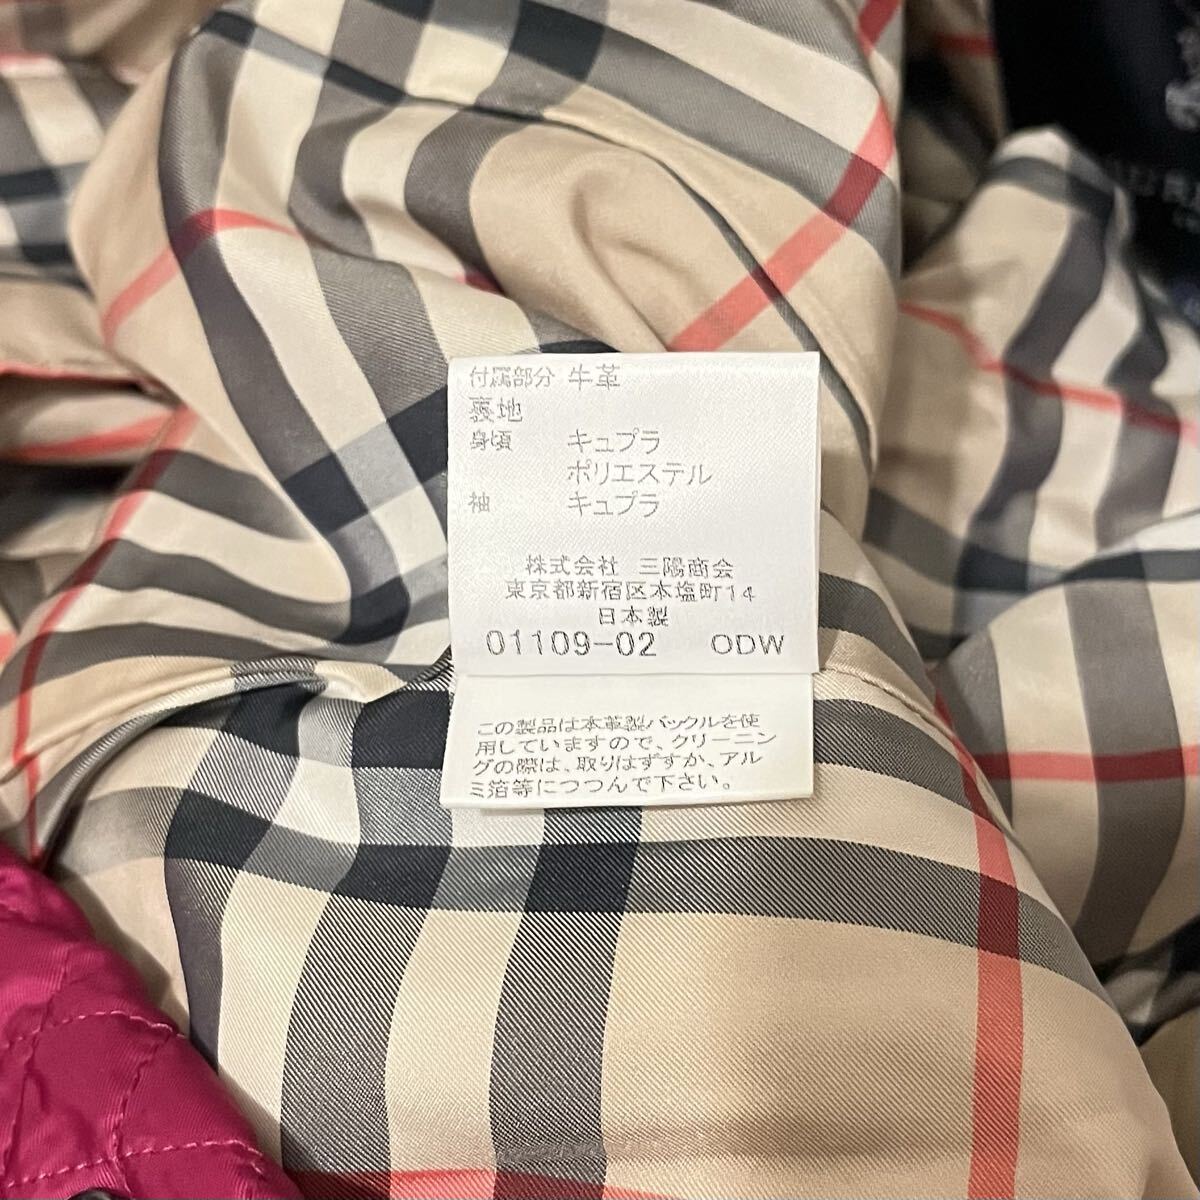 付属部分 牛革
裏地
身頃 キュプラ
ポリエステル
袖 キュプラ
株式会社 三陽商会
東京都新宿区本塩町14
日本製
01109-02 ODW
この製品は本革製バックルを使
用していますので、クリーニン
グの際は、取りはずすか、アル
ミ箔等につつんで下さい。